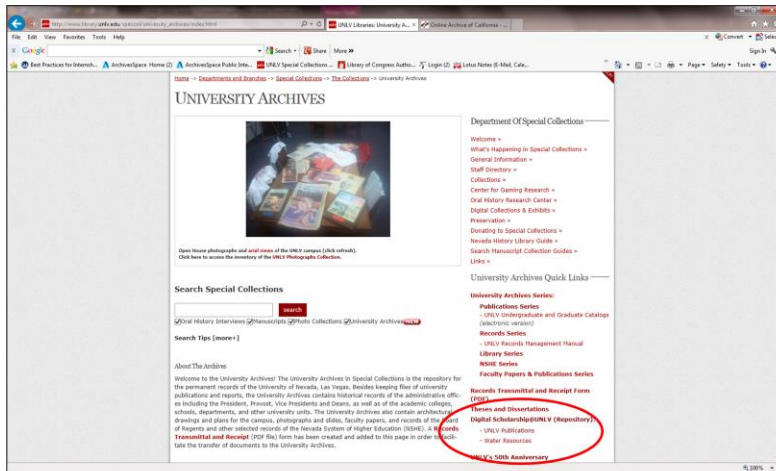 http://www.library.unlv.edu/speccol/university_archives/index.html
UNLV Libraries: University A...
Online Archive of California - ...
File Edit View Favorites Tools Help
Convert
Google
Search
Share
More >>
Sign In
Best Practices for Internsh...
ArchivesSpace Home (2)
ArchivesSpace Public Inte...
UNLV Special Collections ...
Library of Congress Autho...
Login (2)
Lotus Notes (E-Mail, Cale...
Page
Safety
Tools
Home -> Departments and Branches -> Special Collections -> The Collections -> University Archives
UNIVERSITY ARCHIVES
Open House photographs and ariel views of the UNLV campus (click refresh).
Click here to access the inventory of the UNLV Photographs Collection.
Search Special Collections
search
Oral History Interviews Manuscripts Photo Collections University Archives
Search Tips [more+]
About The Archives
Welcome to the University Archives! The University Archives in Special Collections is the repository for
the permanent records of the University of Nevada, Las Vegas. Besides keeping files of university
publications and reports, the University Archives contains historical records of the administrative offic-
es including the President, Provost, Vice Presidents and Deans, as well as of the academic colleges,
schools, departments, and other university units. The University Archives also contain architectural
drawings and plans for the campus, photographs and slides, faculty papers, and records of the Board
of Regents and other selected records of the Nevada System of Higher Education (NSHE). A Records
Transmittal and Receipt (PDF file) form has been created and added to this page in order to facili-
tate the transfer of documents to the University Archives.
Department Of Special Collections
Welcome »
What's Happening in Special Collections »
General Information »
Staff Directory »
Collections »
Center for Gaming Research »
Oral History Research Center »
Digital Collections & Exhibits »
Preservation »
Donating to Special Collections »
Nevada History Library Guide »
Search Manuscript Collection Guides »
Links »
University Archives Quick Links
University Archives Series:
Publications Series
- UNLV Undergraduate and Graduate Catalogs
(electronic version)
Records Series
- UNLV Records Management Manual
Library Series
NSHE Series
Faculty Papers & Publications Series
Records Transmittal and Receipt Form
(PDF)
Theses and Dissertations
Digital Scholarship@UNLV (Repository):
- UNLV Publications
- Water Resources
UNLV's 50th Anniversary
100%